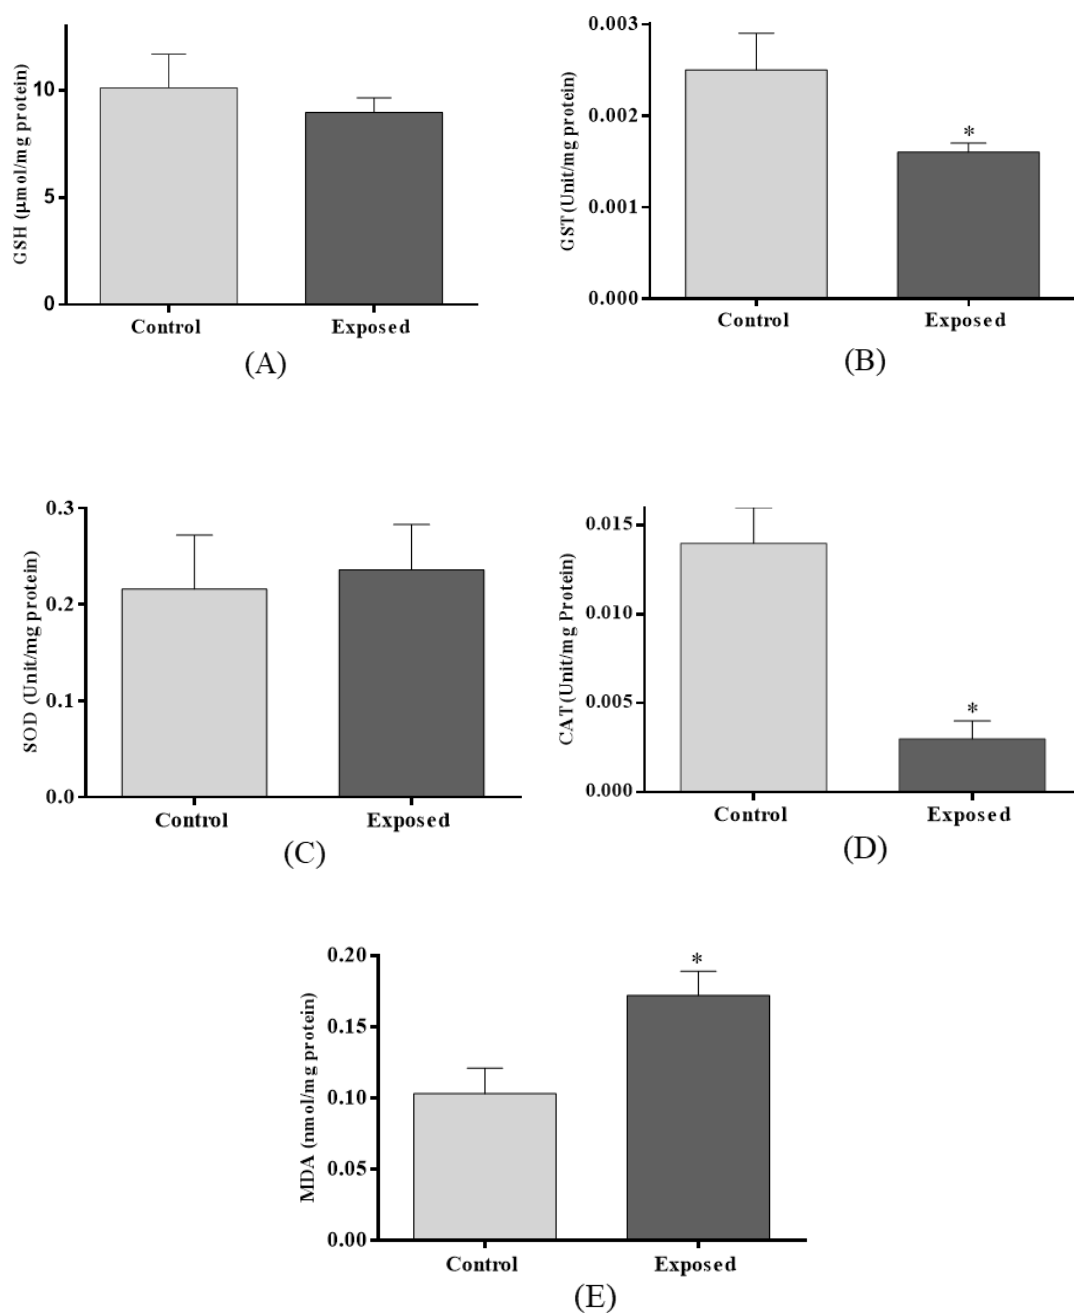 GSH (µmol/mg protein)
10
5
0
Control Exposed
(A)
GST (Unit/mg protein)
0.003
0.002
0.001
0.000
*
Control Exposed
(B)
SOD (Unit/mg protein)
0.3
0.2
0.1
0.0
Control Exposed
(C)
CAT (Unit/mg Protein)
0.015
0.010
0.005
0.000
*
Control Exposed
(D)
MDA (nmol/mg protein)
0.20
0.15
0.10
0.05
0.00
*
Control Exposed
(E)